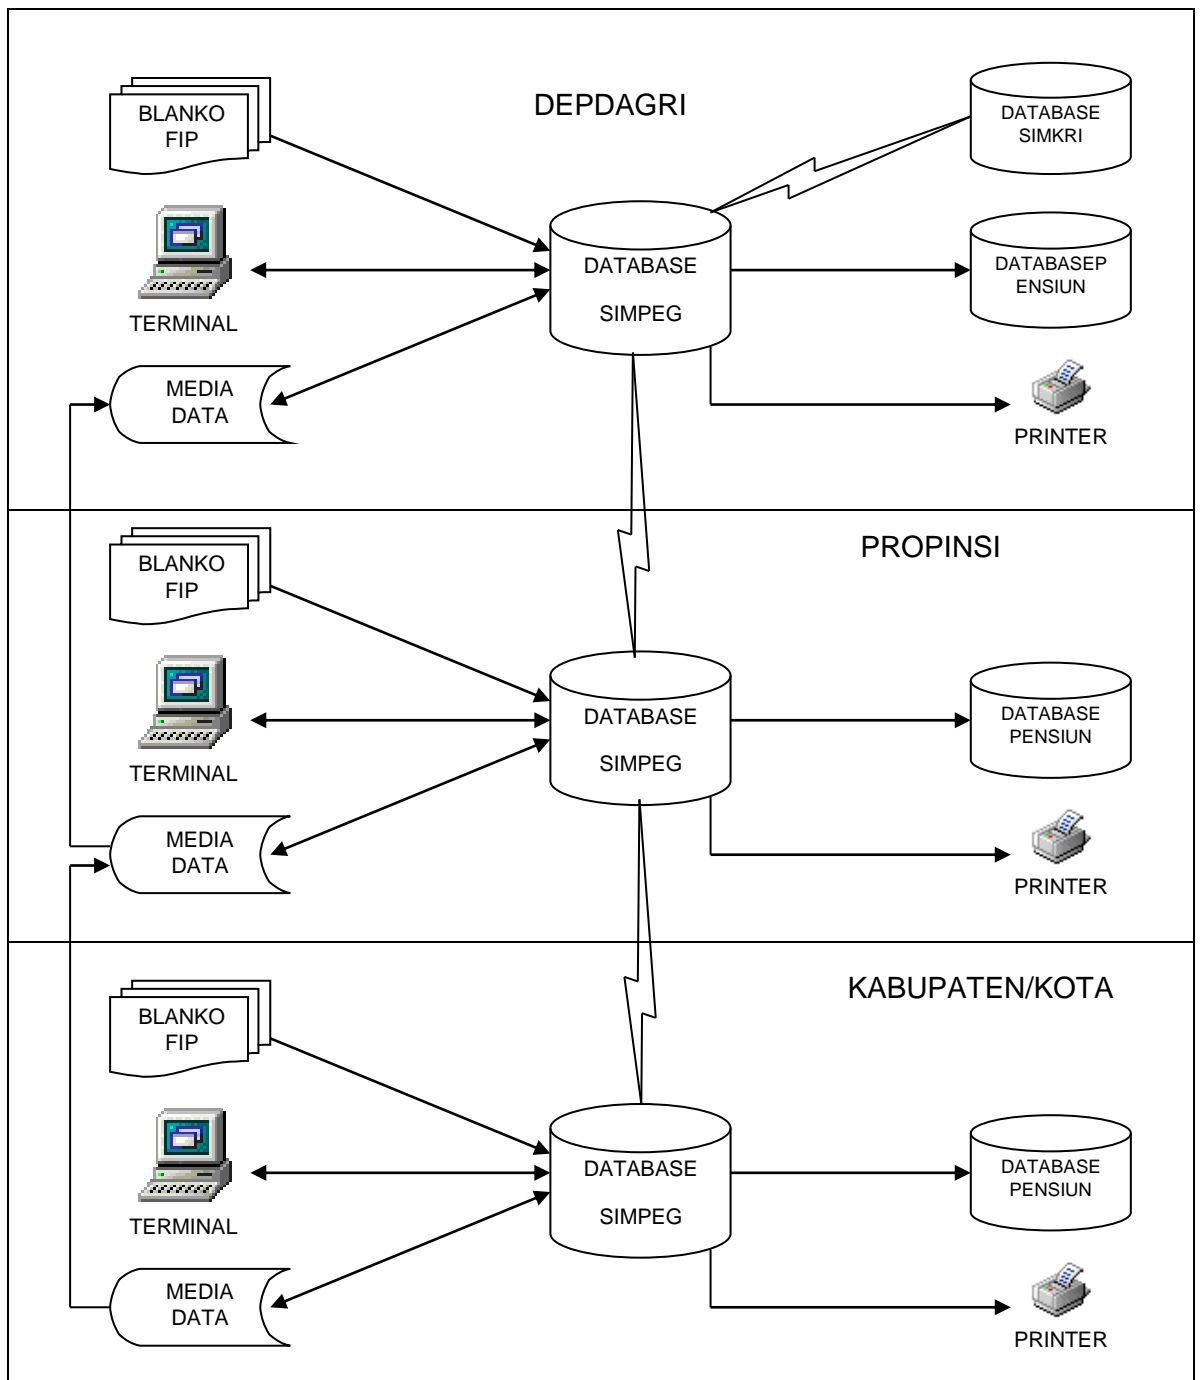 DEPDAGRI
BLANKO
FIP
DATABASE
SIMKRI
TERMINAL
DATABASE
SIMPEG
DATABASEP
ENSIUN
MEDIA
DATA
PRINTER
PROPINSI
BLANKO
FIP
TERMINAL
DATABASE
SIMPEG
DATABASE
PENSIUN
MEDIA
DATA
PRINTER
KABUPATEN/KOTA
BLANKO
FIP
TERMINAL
DATABASE
SIMPEG
DATABASE
PENSIUN
MEDIA
DATA
PRINTER